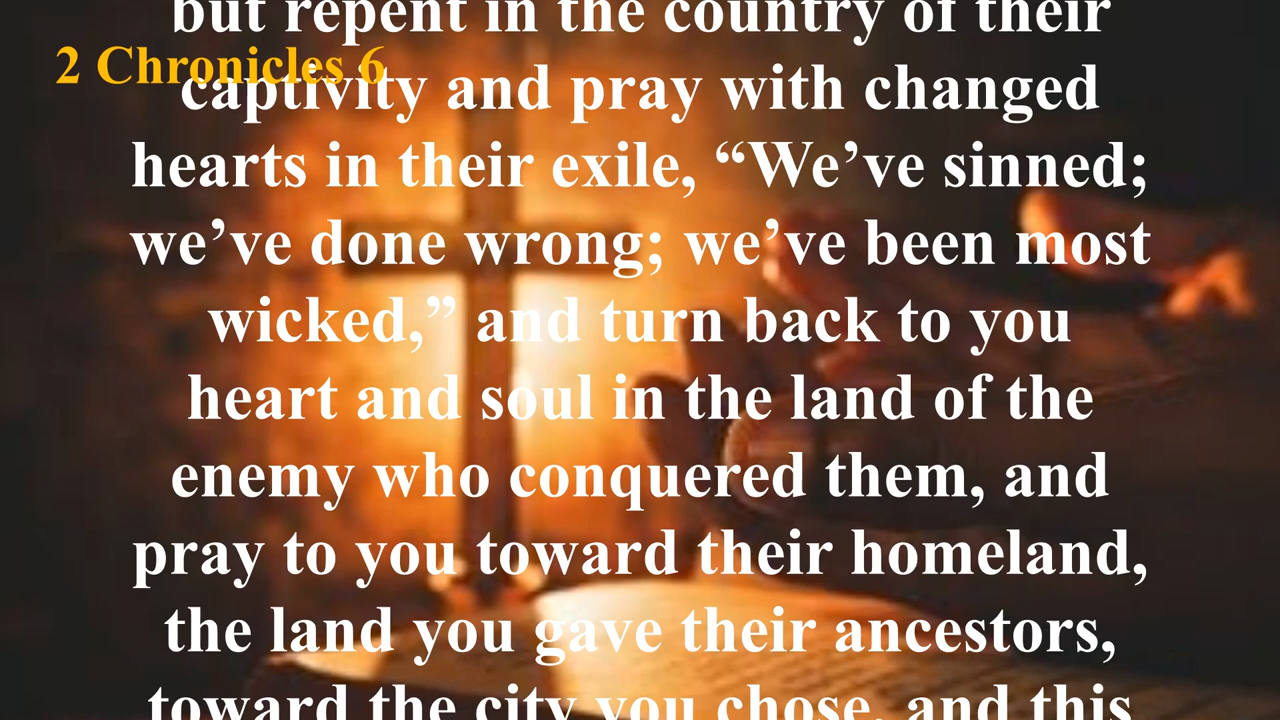 but repent in the country of their
2 Chronicles 6
captivity and pray with changed
hearts in their exile, “We’ve sinned;
we’ve done wrong; we’ve been most
wicked,” and turn back to you
heart and soul in the land of the
enemy who conquered them, and
pray to you toward their homeland,
the land you gave their ancestors,
toward the city you chose, and this